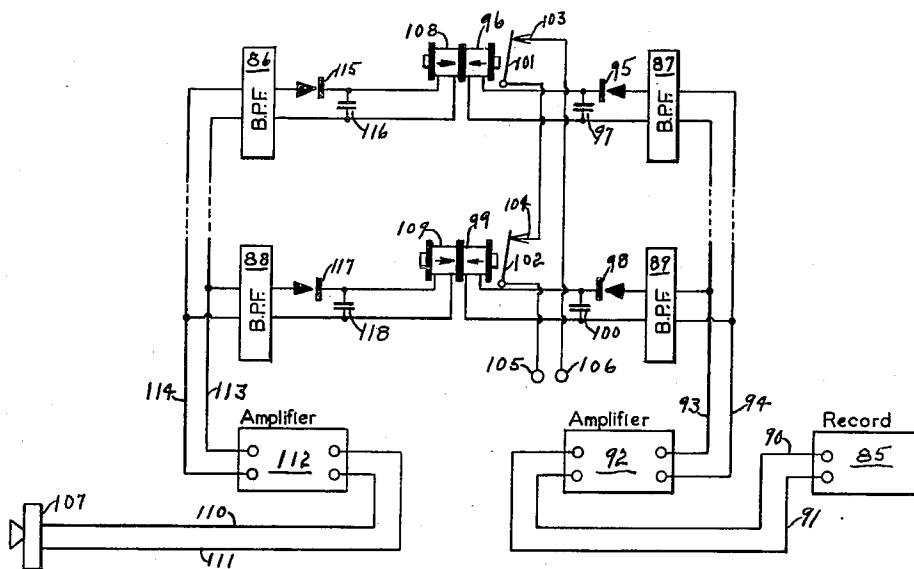 108 96 103
86 B.P.F. 115 101 95 87 B.P.F.
116 97
109 99 104
88 B.P.F. 117 102 98 89 B.P.F.
118 100
105 106
114 113 93 94
Amplifier Amplifier Record
112 92 90 85
107 110 91
111